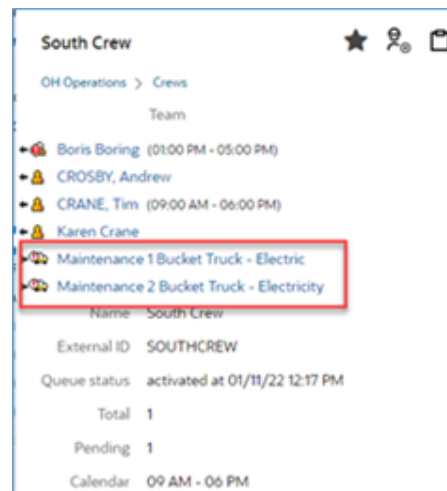 South Crew
OH Operations > Crews
Team
Boris Boring (01:00 PM - 05:00 PM)
CROSBY, Andrew
CRANE, Tim (09:00 AM - 06:00 PM)
Karen Crane
Maintenance 1 Bucket Truck - Electric
Maintenance 2 Bucket Truck - Electricity
Name South Crew
External ID SOUTHCREW
Queue status activated at 01/11/22 12:17 PM
Total 1
Pending 1
Calendar 09 AM - 06 PM